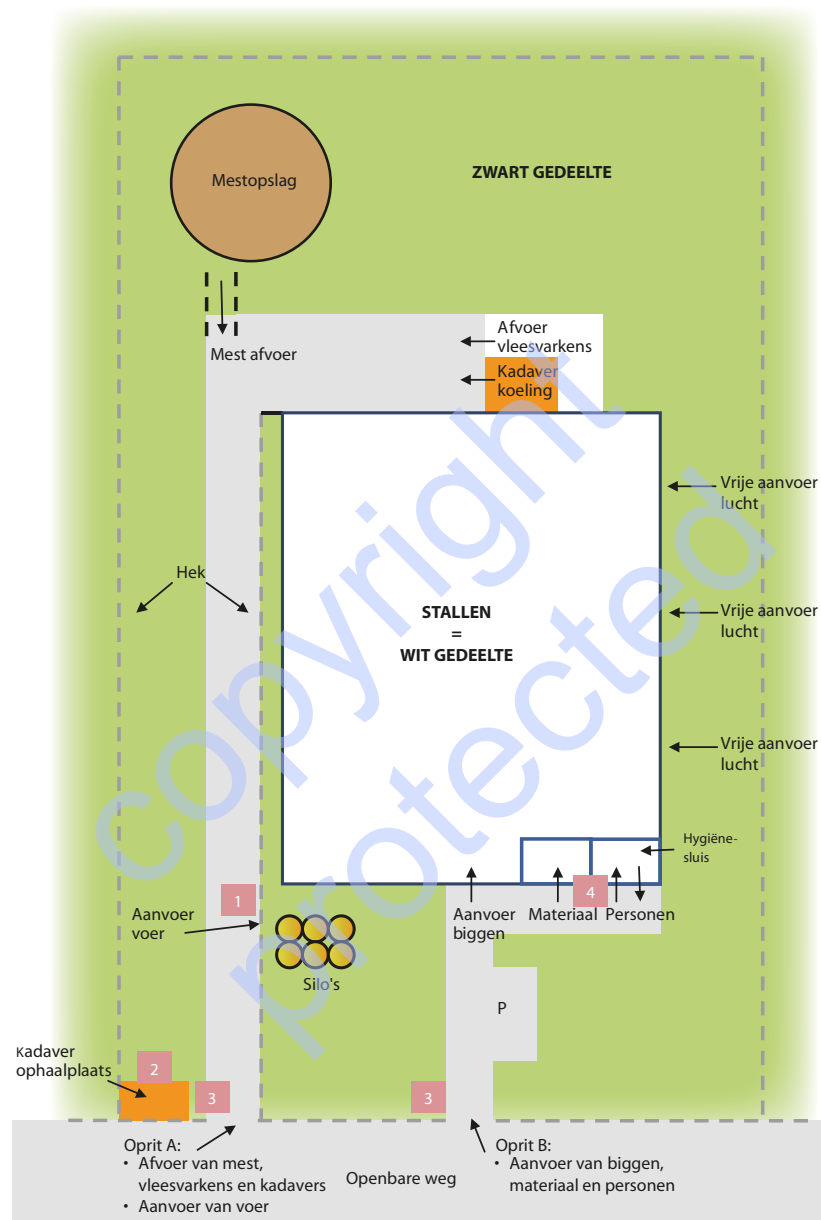 Mestopslag
ZWART GEDEELTE
Mest afvoer
Afvoer
vleesvarkens
Kadaver
koeling
Vrije aanvoer
lucht
Hek
Vrije aanvoer
lucht
STALLEN
=
WIT GEDEELTE
Vrije aanvoer
lucht
Hygiëne-
sluis
1
4
Aanvoer
voer
Aanvoer
biggen
Materiaal
Personen
Silo's
P
Kadaver
ophaalplaats
2
3
3
Oprit A:
• Afvoer van mest,
vleesvarkens en kadavers
• Aanvoer van voer
Openbare weg
Oprit B:
• Aanvoer van biggen,
materiaal en personen
copyright
protected